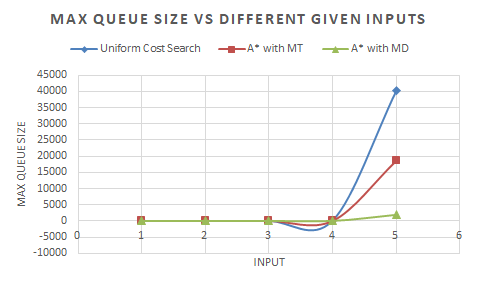 MAX QUEUE SIZE VS DIFFERENT GIVEN INPUTS
Uniform Cost Search A* with MT A* with MD
45000
40000
35000
30000
25000
20000
15000
10000
5000
0
-5000
-10000
MAX QUEUE SIZE
0 1 2 3 4 5 6
INPUT